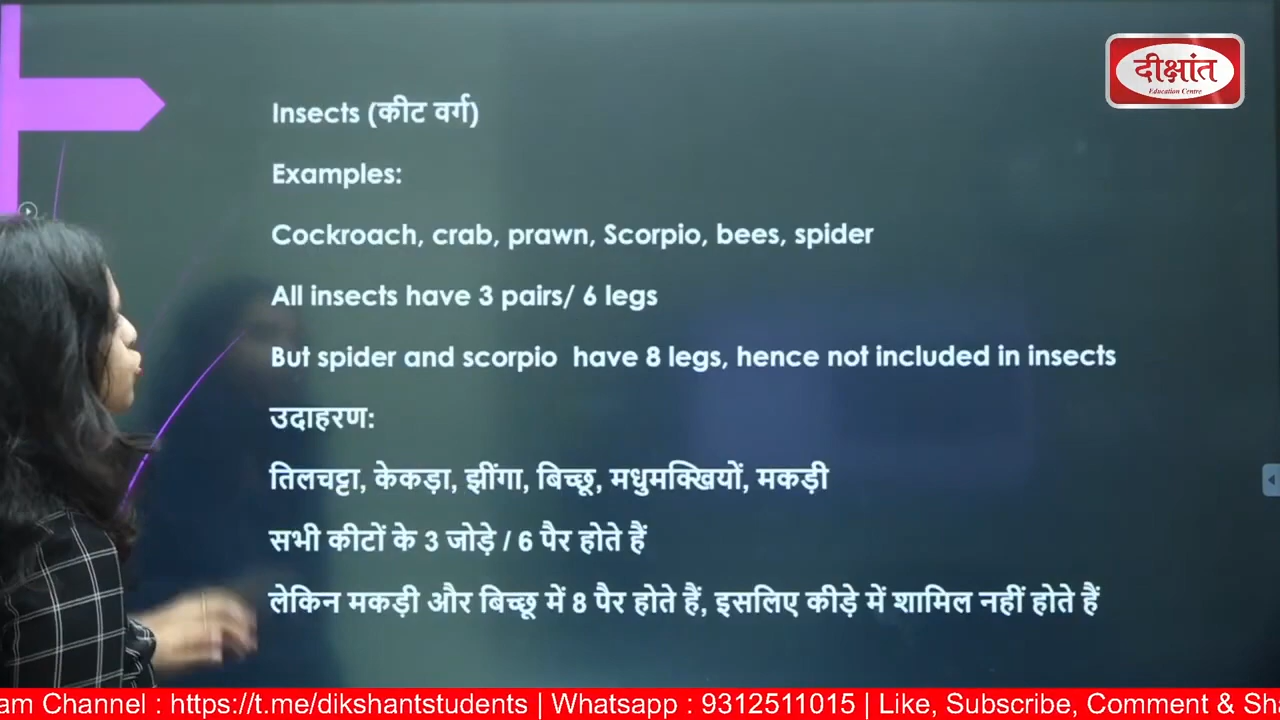 दीक्षांत
Education Centre
Insects (कीट वर्ग)
Examples:
Cockroach, crab, prawn, Scorpio, bees, spider
All insects have 3 pairs/ 6 legs
But spider and scorpio have 8 legs, hence not included in insects
उदाहरण:
तिलचट्टा, केकड़ा, झींगा, बिच्छू, मधुमक्खियों, मकड़ी
सभी कीटों के 3 जोड़े / 6 पैर होते हैं
लेकिन मकड़ी और बिच्छू में 8 पैर होते हैं, इसलिए कीड़े में शामिल नहीं होते हैं
am Channel : https://t.me/dikshantstudents | Whatsapp : 9312511015 | Like, Subscribe, Comment & Sha